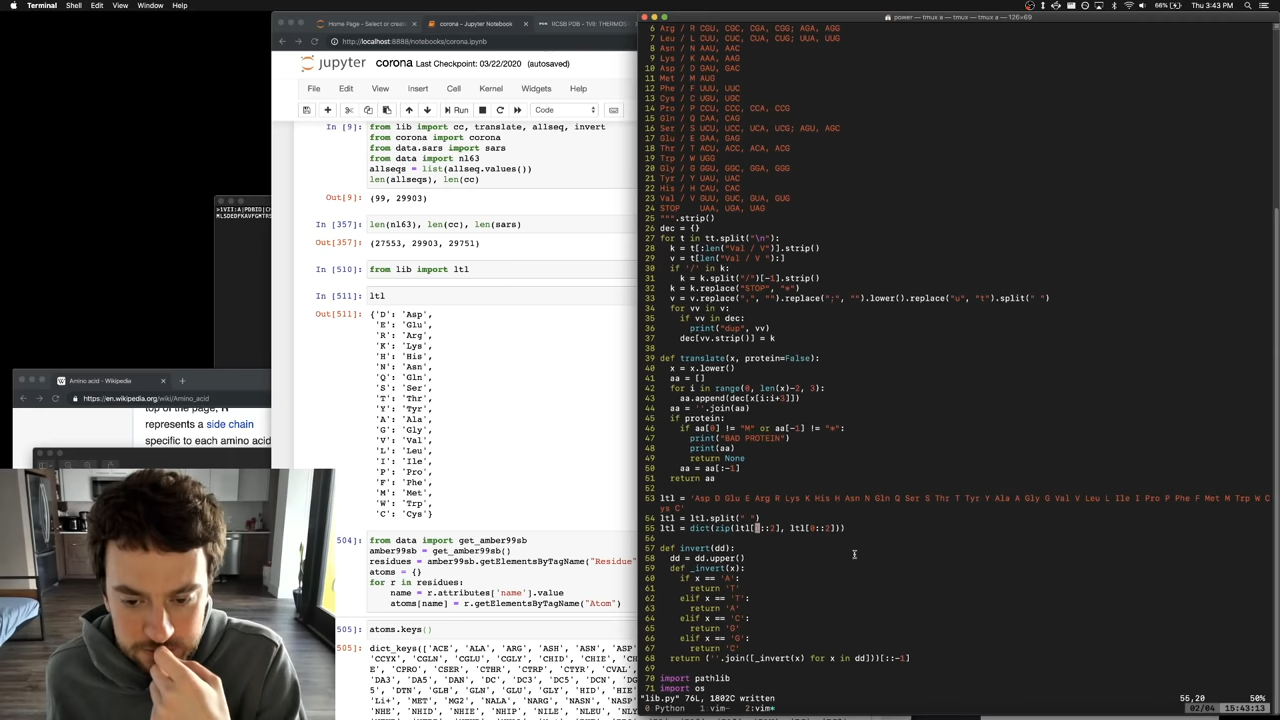 Terminal Shell Edit View Window Help
66% Thu 3:43 PM
Home Page - Select or creat
corona - Jupyter Notebook
RCSB PDB - 1VII: THERMOS
http://localhost:8888/notebooks/corona.ipynb
jupyter corona Last Checkpoint: 03/22/2020 (autosaved)
File Edit View Insert Cell Kernel Widgets Help
Run Code
In [9]: from lib import cc, translate, allseq, invert
from corona import corona
from data.sars import sars
from data import nl63
allseqs = list(allseq.values())
len(allseqs), len(cc)
Out[9]: (99, 29903)
In [357]: len(nl63), len(cc), len(sars)
Out[357]: (27553, 29903, 29751)
In [510]: from lib import ltl
In [511]: ltl
Out[511]: {'D': 'Asp',
'E': 'Glu',
'R': 'Arg',
'K': 'Lys',
'H': 'His',
'N': 'Asn',
'Q': 'Gln',
'S': 'Ser',
'T': 'Thr',
'Y': 'Tyr',
'A': 'Ala',
'G': 'Gly',
'V': 'Val',
'L': 'Leu',
'I': 'Ile',
'P': 'Pro',
'F': 'Phe',
'M': 'Met',
'W': 'Trp',
'C': 'Cys'}
504]: from amber99sb import get_amber99sb
amber99sb = get_amber99sb()
residues = amber99sb.getElementsByTagName("Residue"
atoms = {}
for r in residues:
name = r.attributes['name'].value
atoms[name] = r.getElementsByTagName("Atom")
505]: atoms.keys()
505]: dict_keys(['ACE', 'ALA', 'ARG', 'ASH', 'ASN', 'ASP'
'CCYX', 'CGLN', 'CGLU', 'CGLY', 'CHID', 'CHIE', 'CH
E', 'CPRO', 'CSER', 'CTHR', 'CTRP', 'CTYR', 'CVAL',
'DA3', 'DA5', 'DAN', 'DC', 'DC3', 'DC5', 'DCN',
5', 'DTN', 'GLH', 'GLN', 'GLU', 'GLY', 'HID', 'HIE'
'Li+', 'MET', 'MG2', 'NALA', 'NARG', 'NASN',
'NHE', 'NHID', 'NHIP', 'NILE', 'NLEU', 'NLY
>1VII:A|PDBID|CH
MLSDEDFKAVFGMTRS
Amino acid - Wikipedia
https://en.wikipedia.org/wiki/Amino_acid
top of the page, R
represents a side chain
specific to each amino acid
power — tmux a — tmux a — tmux a — 126×69
6 Arg / R CGU, CGC, CGA, CGG; AGA, AGG
7 Leu / L CUU, CUC, CUA, CUG; UUA, UUG
8 Asn / N AAU, AAC
9 Lys / K AAA, AAG
10 Asp / D GAU, GAC
11 Met / M AUG
12 Phe / F UUU, UUC
13 Cys / C UGU, UGC
14 Pro / P CCU, CCC, CCA, CCG
15 Gln / Q CAA, CAG
16 Ser / S UCU, UCC, UCA, UCG; AGU, AGC
17 Glu / E GAA, GAG
18 Thr / T ACU, ACC, ACA, ACG
19 Trp / W UGG
20 Gly / G GGU, GGC, GGA, GGG
21 Tyr / Y UAU, UAC
22 His / H CAU, CAC
23 Val / V GUU, GUC, GUA, GUG
24 STOP UAA, UGA, UAG
25 """.strip()
26 dec = {}
27 for t in tt.split("\n"):
28 k = t[:len("Val / V")].strip()
29 v = t[len("Val / V "):]
30 if '/' in k:
31 k = k.split("/")[-1].strip()
32 k = k.replace("STOP", "*")
33 v = v.replace(",", "").replace(";", "").lower().replace("u", "t").split(" ")
34 for vv in v:
35 if vv in dec:
36 print("dup", vv)
37 dec[vv.strip()] = k
38
39 def translate(x, protein=False):
40 x = x.lower()
41 aa = []
42 for i in range(0, len(x)-2, 3):
43 aa.append(dec[x[i:i+3]])
44 aa = ''.join(aa)
45 if protein:
46 if aa[0] != "M" or aa[-1] != "*":
47 print("BAD PROTEIN")
48 print(aa)
49 return None
50 aa = aa[:-1]
51 return aa
52
53 ltl = 'Asp D Glu E Arg R Lys K His H Asn N Gln Q Ser S Thr T Tyr Y Ala A Gly G Val V Leu L Ile I Pro P Phe F Met M Trp W C
ys C'
54 ltl = ltl.split(" ")
55 ltl = dict(zip(ltl[1::2], ltl[0::2]))
56
57 def invert(dd):
58 dd = dd.upper()
59 def _invert(x):
60 if x == 'A':
61 return 'T'
62 elif x == 'T':
63 return 'A'
64 elif x == 'C':
65 return 'G'
66 elif x == 'G':
67 return 'C'
68 return (''.join([_invert(x) for x in dd]))[::-1]
70 import pathlib
71 import os
"lib.py" 76L, 1802C written 55,20 50%
0 Python 1 vim- 2:vim* 02/04 15:43:13